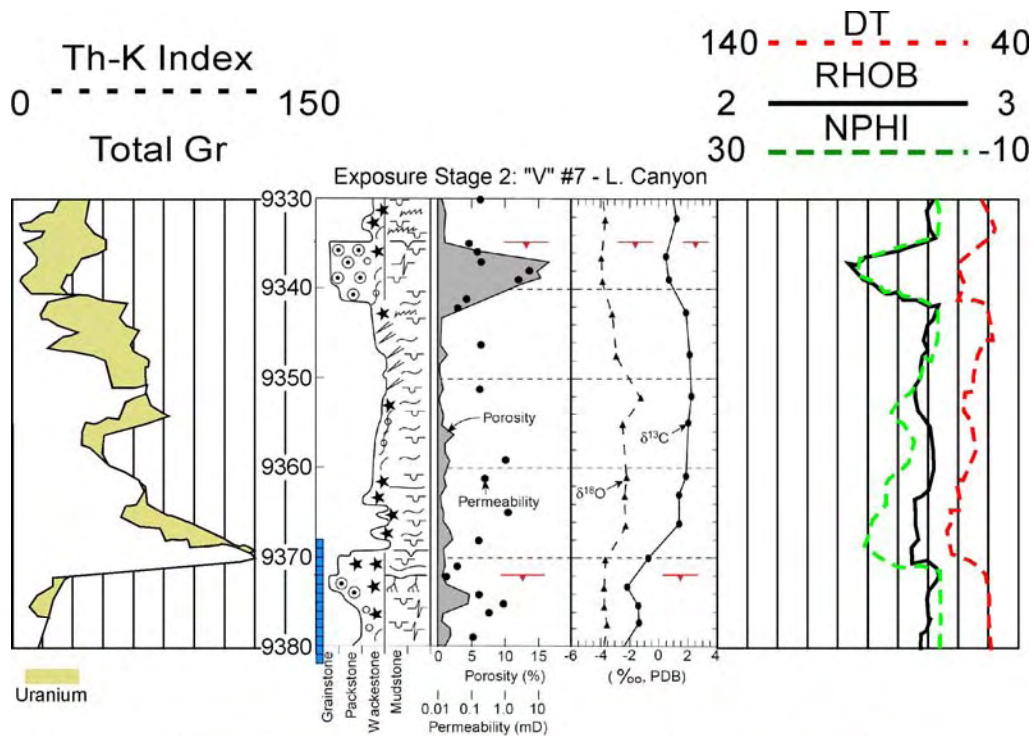 Th-K Index
0 150
Total Gr
DT
140 40
RHOB
2 3
NPHI
30 -10
Exposure Stage 2: "V" #7 - L. Canyon
9330
9340
9350
9360
9370
9380
Porosity
Permeability
δ¹³C
δ¹⁸O
Uranium
Grainstone
Packstone
Wackestone
Mudstone
0 5 10 15
Porosity (%)
0.01 0.1 1.0 10
Permeability (mD)
-6 -4 -2 0 2 4
(‰, PDB)